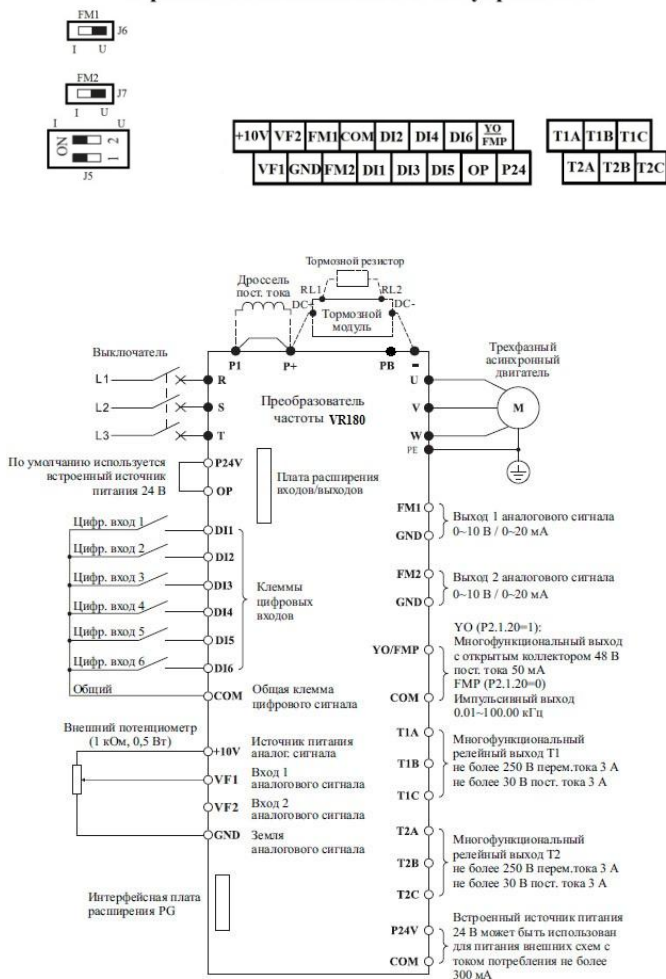 FM1
J6
I U
FM2
J7
I U
I U
ON
2
1
J5
+10V VF2 FM1 COM DI2 DI4 DI6 YO/FMP
VF1 GND FM2 DI1 DI3 DI5 OP P24
T1A T1B T1C
T2A T2B T2C
Тормозной резистор
Дроссель
пост. тока
RL1 RL2
DC- DC-
Тормозной
модуль
Выключатель
P1 P+ PB -
Трехфазный
асинхронный
двигатель
L1 R
L2 S
L3 T
Преобразователь
частоты VR180
U
V
W
PE
M
По умолчанию используется
встроенный источник
питания 24 В
P24V
OP
Плата расширения
входов/выходов
Цифр. вход 1 DI1
Цифр. вход 2 DI2
Цифр. вход 3 DI3
Цифр. вход 4 DI4
Цифр. вход 5 DI5
Цифр. вход 6 DI6
Клеммы
цифровых
входов
Общий COM
Общая клемма
цифрового сигнала
Внешний потенциометр
(1 кОм, 0,5 Вт)
+10V
Источник питания
аналог. сигнала
VF1
Вход 1
аналогового сигнала
VF2
Вход 2
аналогового сигнала
GND
Земля
аналогового сигнала
Интерфейсная плата
расширения PG
FM1
GND
Выход 1 аналогового сигнала
0~10 В / 0~20 мА
FM2
GND
Выход 2 аналогового сигнала
0~10 В / 0~20 мА
YO/FMP
COM
YO (P2.1.20=1):
Многофункциональный выход
с открытым коллектором 48 В
пост. тока 50 мА
FMP (P2.1.20=0)
Импульсивный выход
0.01~100.00 кГц
T1A
T1B
T1C
Многофункциональный
релейный выход T1
не более 250 В перем.тока 3 А
не более 30 В пост. тока 3 А
T2A
T2B
T2C
Многофункциональный
релейный выход T2
не более 250 В перем.тока 3 А
не более 30 В пост. тока 3 А
P24V
COM
Встроенный источник питания
24 В может быть использован
для питания внешних схем с
током потребления не более
300 мА